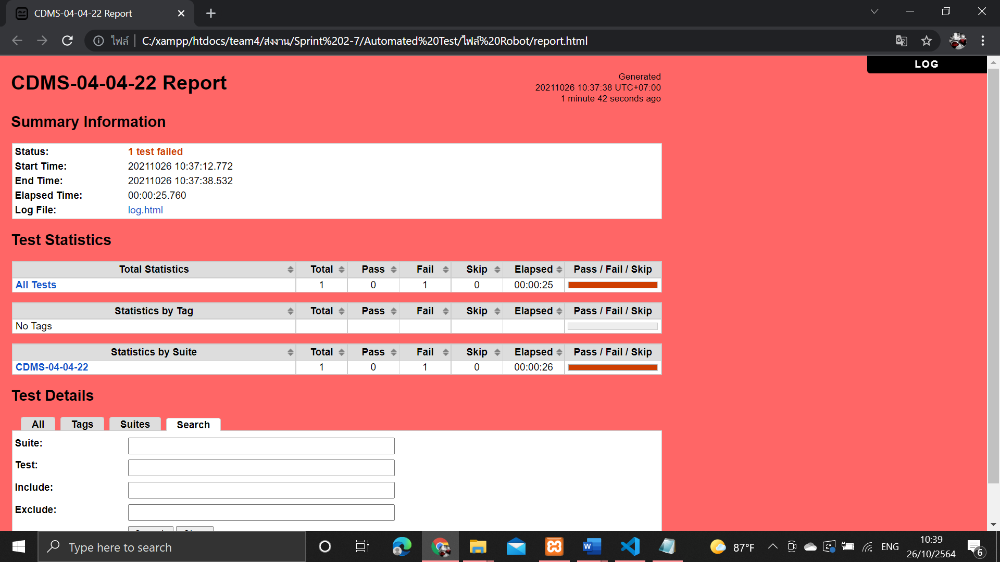 CDMS-04-04-22 Report
ไฟล์ C:/xampp/htdocs/team4/ส่งงาน/Sprint%202-7/Automated%20Test/ไฟล์%20Robot/report.html
LOG
CDMS-04-04-22 Report
Generated
20211026 10:37:38 UTC+07:00
1 minute 42 seconds ago
Summary Information
Status: 1 test failed
Start Time: 20211026 10:37:12.772
End Time: 20211026 10:37:38.532
Elapsed Time: 00:00:25.760
Log File: log.html
Test Statistics
Total Statistics Total Pass Fail Skip Elapsed Pass / Fail / Skip
All Tests 1 0 1 0 00:00:25
Statistics by Tag Total Pass Fail Skip Elapsed Pass / Fail / Skip
No Tags
Statistics by Suite Total Pass Fail Skip Elapsed Pass / Fail / Skip
CDMS-04-04-22 1 0 1 0 00:00:26
Test Details
All Tags Suites Search
Suite:
Test:
Include:
Exclude:
Type here to search
87°F
ENG
10:39
26/10/2564
6